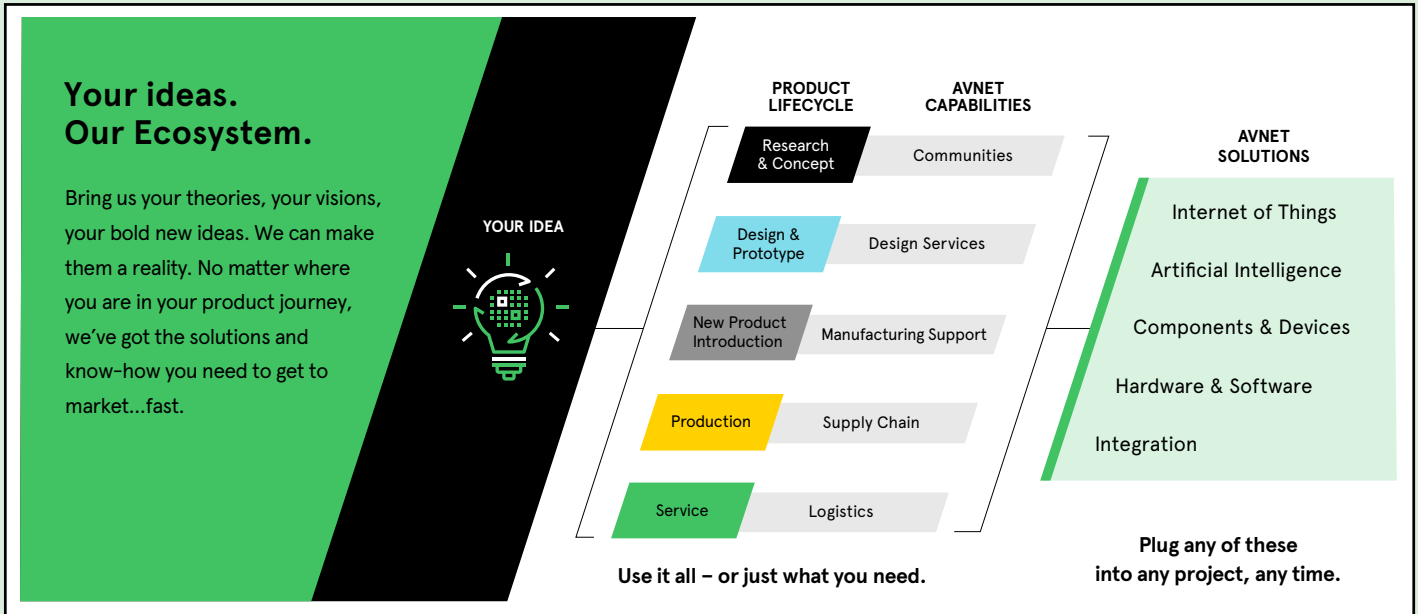 Your ideas.
Our Ecosystem.
Bring us your theories, your visions,
your bold new ideas. We can make
them a reality. No matter where
you are in your product journey,
we've got the solutions and
know-how you need to get to
market...fast.
YOUR IDEA
PRODUCT
LIFECYCLE
AVNET
CAPABILITIES
Research
& Concept
Communities
Design &
Prototype
Design Services
New Product
Introduction
Manufacturing Support
Production
Supply Chain
Service
Logistics
Use it all – or just what you need.
AVNET
SOLUTIONS
Internet of Things
Artificial Intelligence
Components & Devices
Hardware & Software
Integration
Plug any of these
into any project, any time.